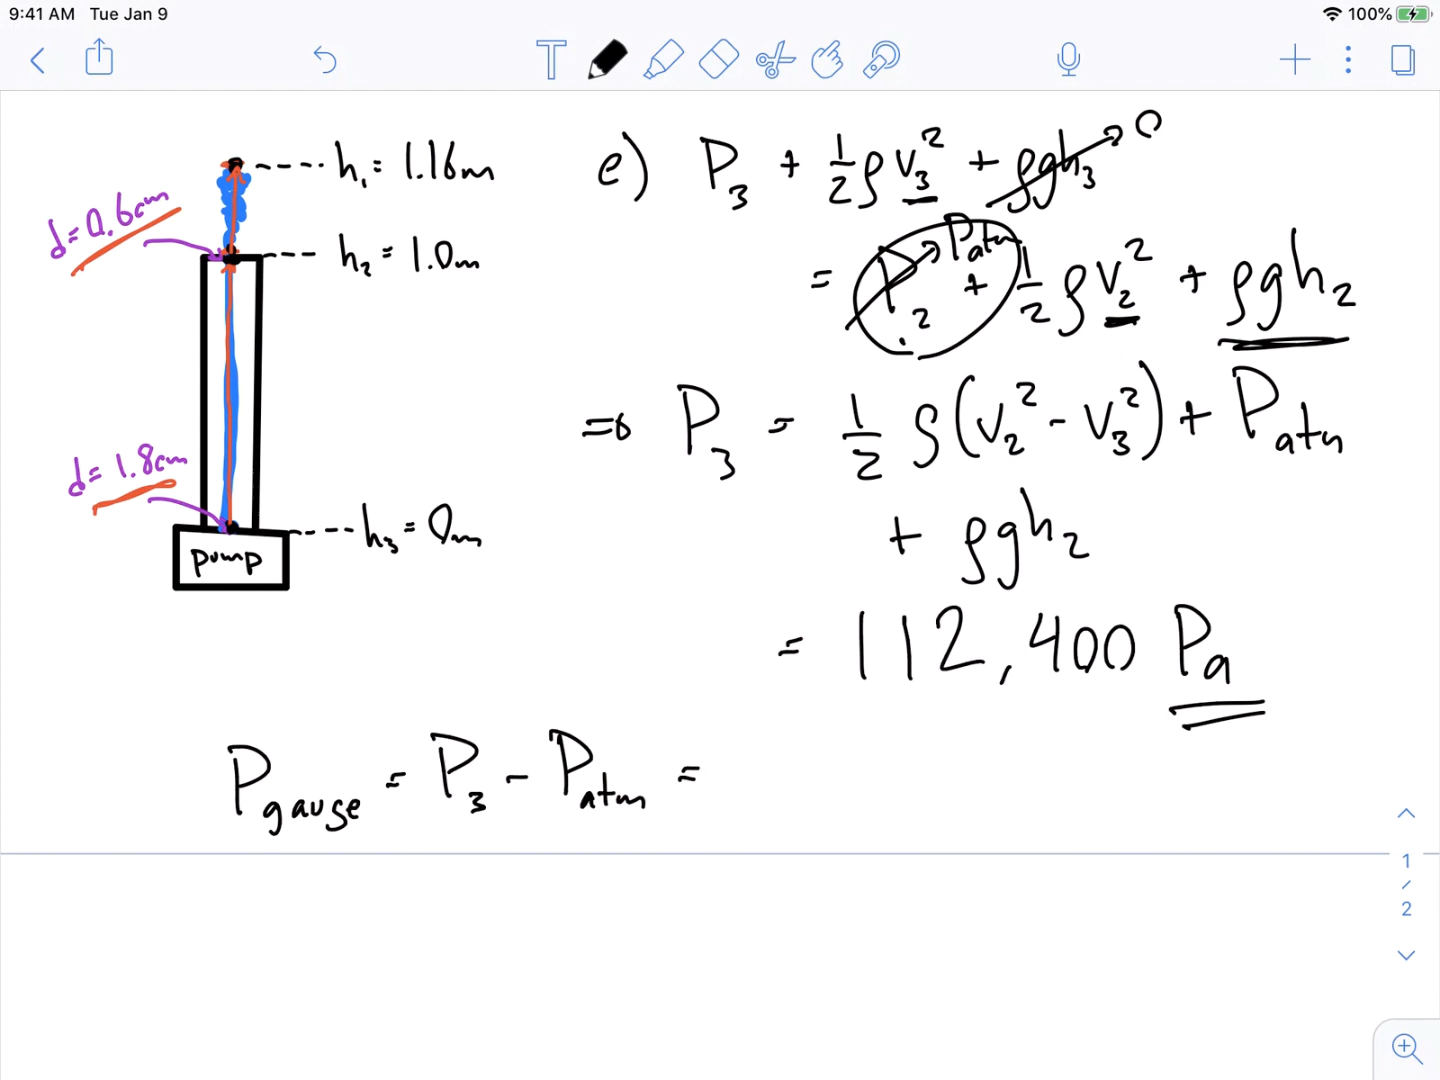 9:41 AM Tue Jan 9
100%
h₁ = 1.16m
d = 0.6cm
h₂ = 1.0m
d = 1.8cm
h₃ = 0m
pump
e) P₃ + ½ρv₃² + ρgh₃ → 0
= P₂ → Patm + ½ρv₂² + ρgh₂
⇒ P₃ = ½ρ(v₂² - v₃²) + Patm
+ ρgh₂
= 112,400 Pa
Pgauge = P₃ - Patm =
1
/
2